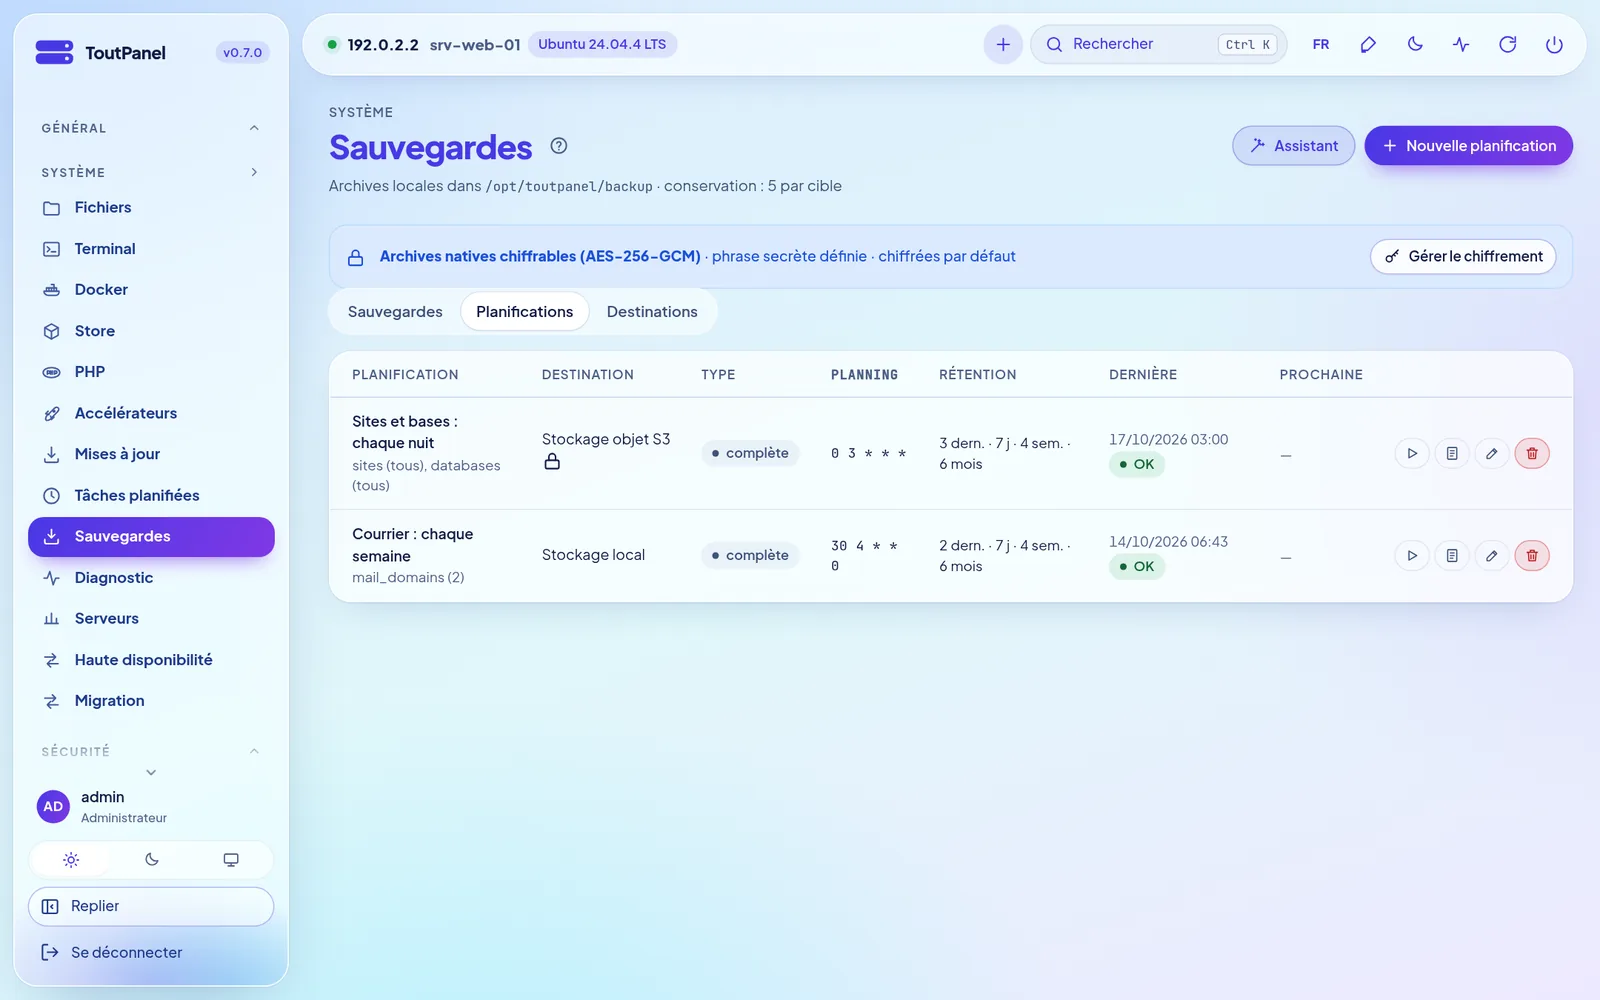 ToutPanel
v0.7.0
GÉNÉRAL
SYSTÈME
Fichiers
Terminal
Docker
Store
PHP
Accélérateurs
Mises à jour
Tâches planifiées
Sauvegardes
Diagnostic
Serveurs
Haute disponibilité
Migration
SÉCURITÉ
AD
admin
Administrateur
Replier
Se déconnecter
192.0.2.2 srv-web-01 Ubuntu 24.04.4 LTS
Rechercher Ctrl K
FR
SYSTÈME
Sauvegardes
Archives locales dans /opt/toutpanel/backup · conservation : 5 par cible
Assistant
Nouvelle planification
Archives natives chiffrables (AES-256-GCM) · phrase secrète définie · chiffrées par défaut
Gérer le chiffrement
Sauvegardes Planifications Destinations
PLANIFICATION DESTINATION TYPE PLANNING RÉTENTION DERNIÈRE PROCHAINE
Sites et bases :
chaque nuit
sites (tous), databases
(tous)
Stockage objet S3
complète
0 3 * * *
3 dern. · 7 j · 4 sem. ·
6 mois
17/10/2026 03:00
OK
—
Courrier : chaque
semaine
mail_domains (2)
Stockage local
complète
30 4 * *
0
2 dern. · 7 j · 4 sem. ·
6 mois
14/10/2026 06:43
OK
—